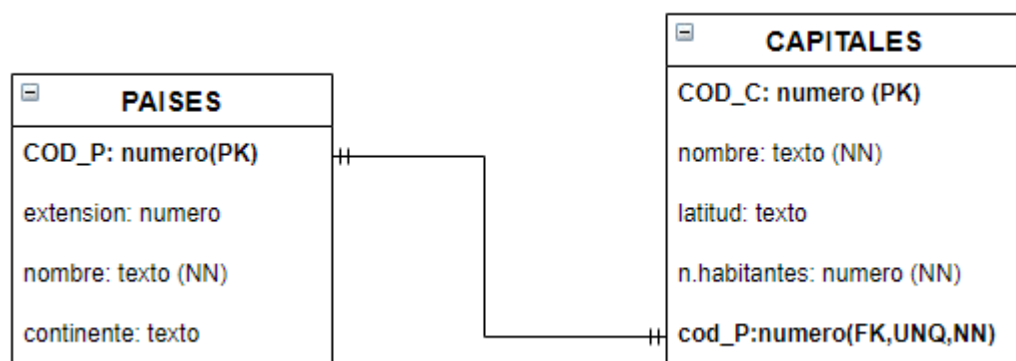 PAISES
COD_P: numero(PK)
extension: numero
nombre: texto (NN)
continente: texto
CAPITALES
COD_C: numero (PK)
nombre: texto (NN)
latitud: texto
n.habitantes: numero (NN)
cod_P:numero(FK,UNQ,NN)